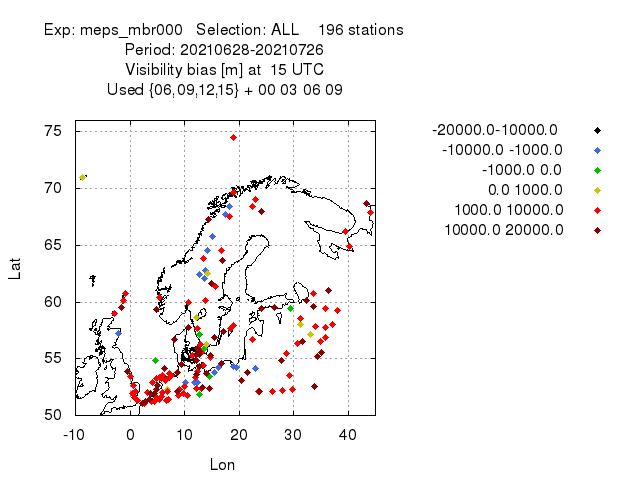 Exp: meps_mbr000 Selection: ALL 196 stations
Period: 20210628-20210726
Visibility bias [m] at 15 UTC
Used {06,09,12,15} + 00 03 06 09
-20000.0-10000.0
-10000.0 -1000.0
-1000.0 0.0
0.0 1000.0
1000.0 10000.0
10000.0 20000.0
75
70
65
60
55
50
Lat
-10 0 10 20 30 40
Lon